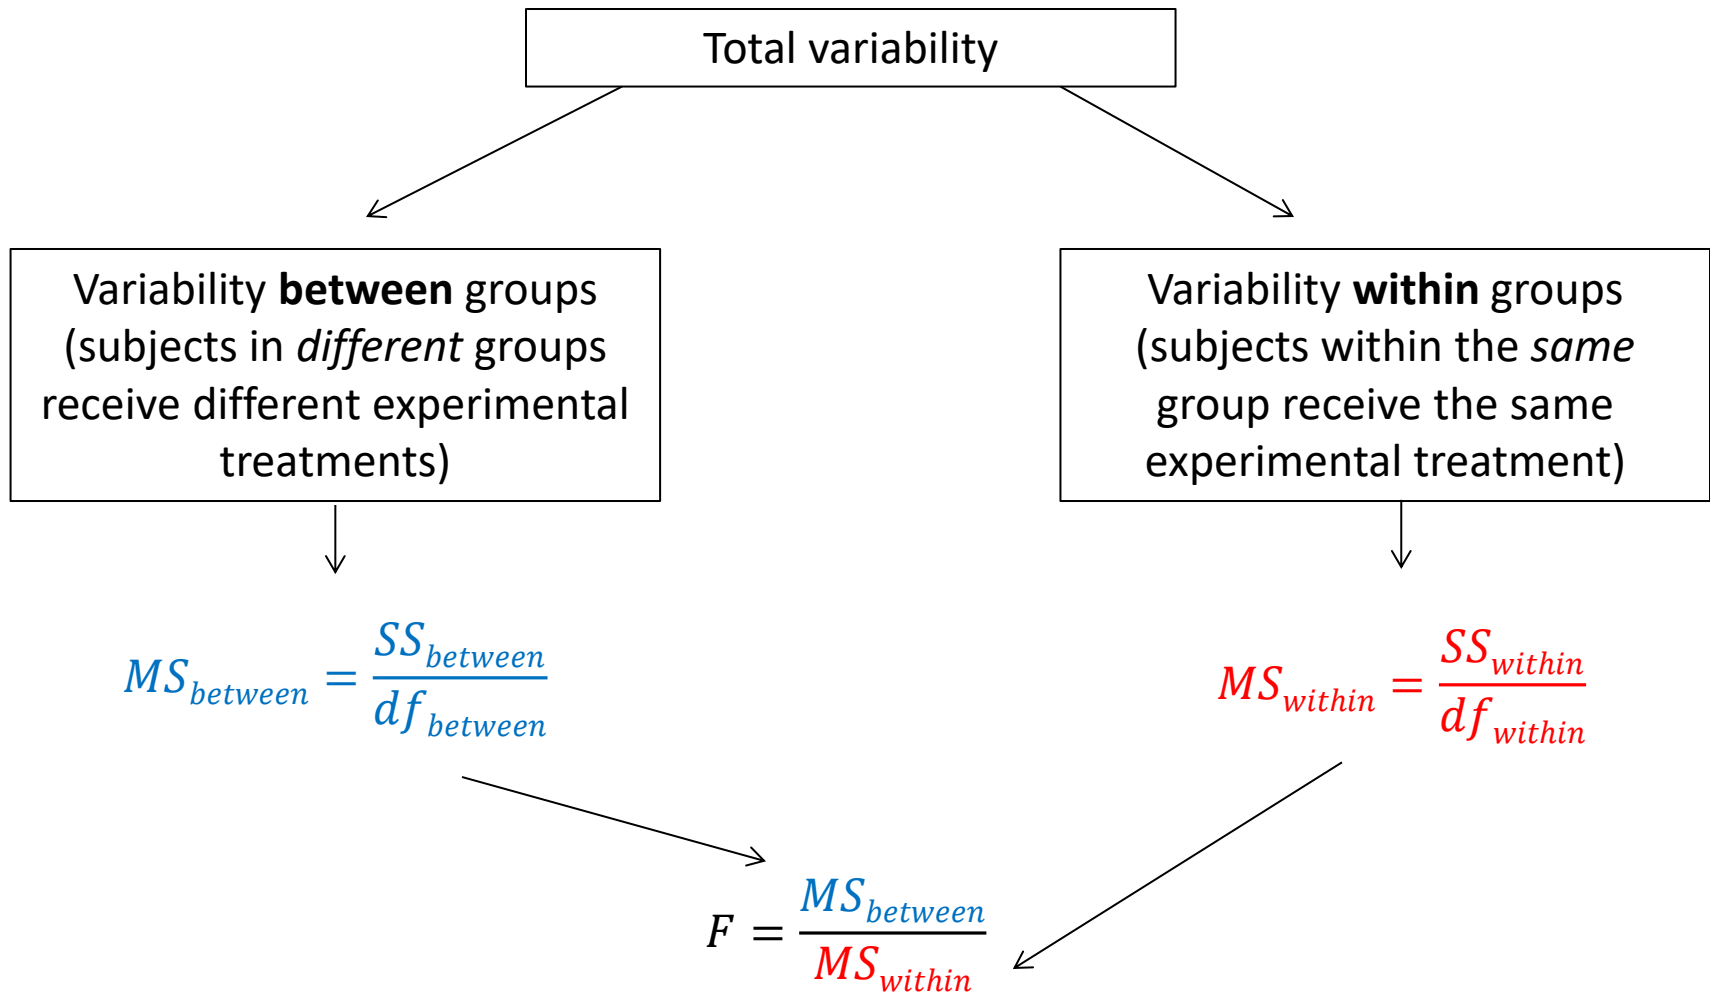 Total variability
Variability between groups
(subjects in different groups
receive different experimental
treatments)
Variability within groups
(subjects within the same
group receive the same
experimental treatment)
MS_between = SS_between / df_between
MS_within = SS_within / df_within
F = MS_between / MS_within